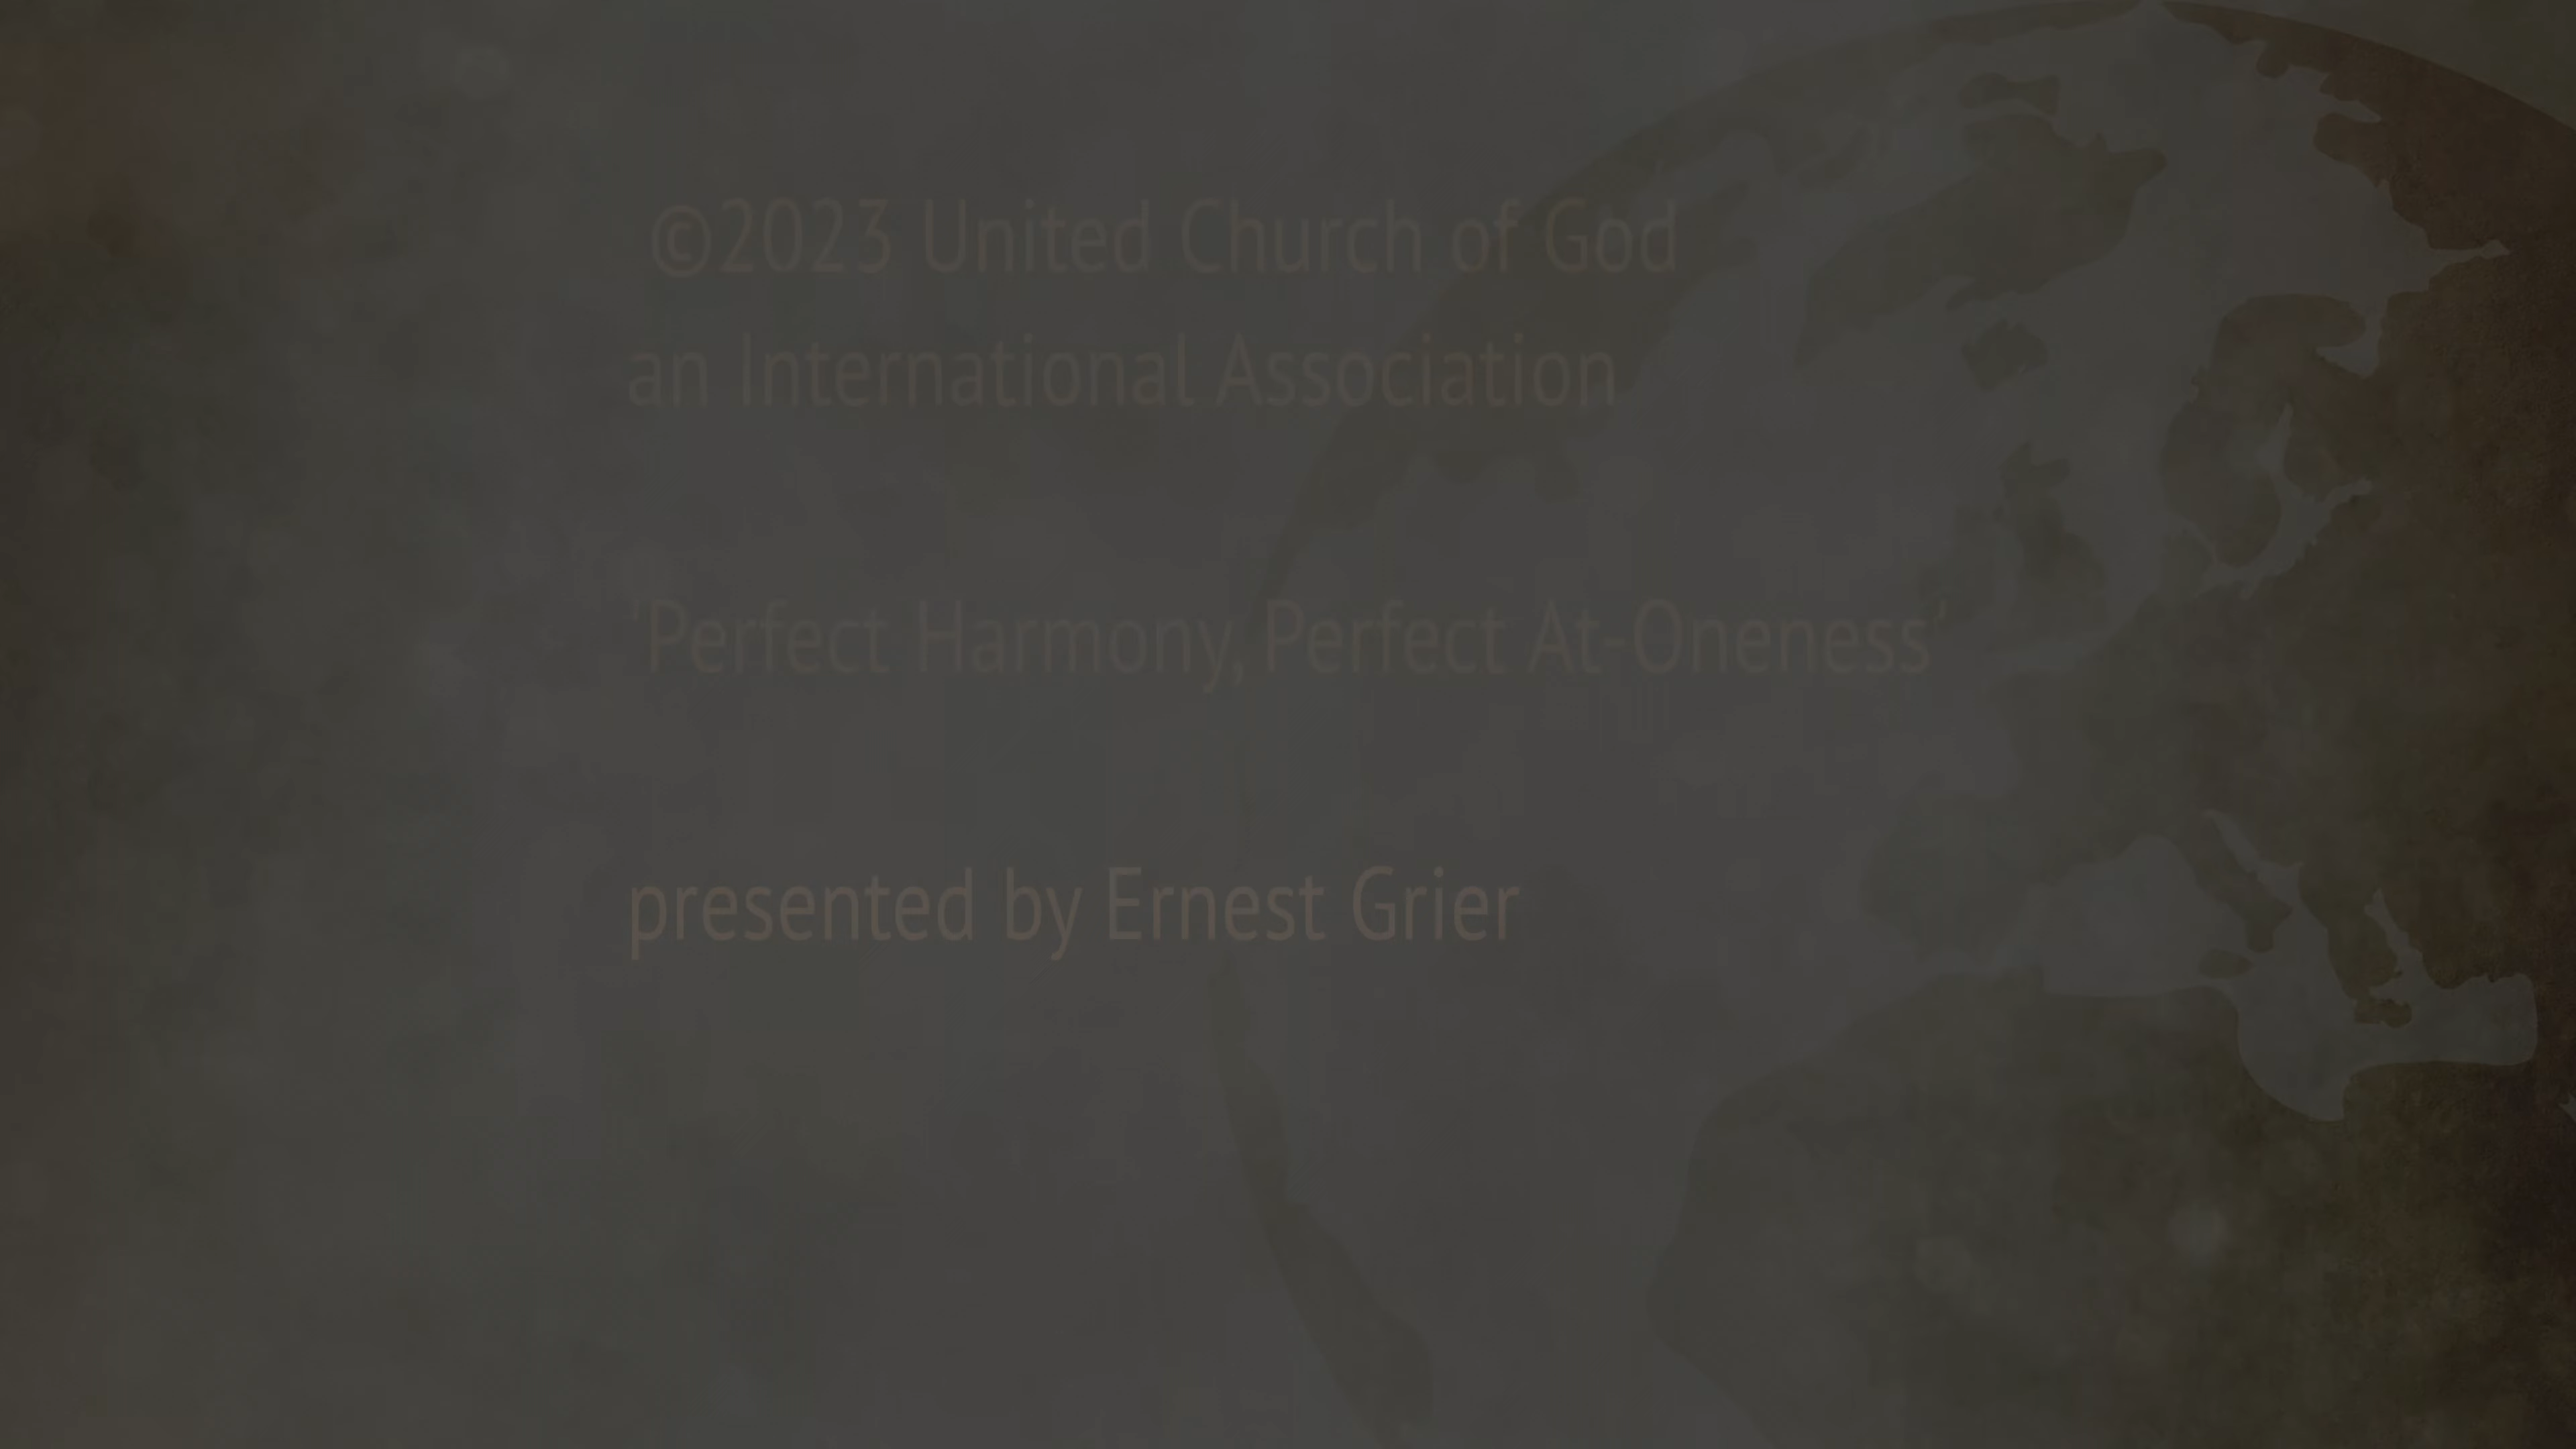 ©2023 United Church of God
an International Association
'Perfect Harmony, Perfect At-Oneness'
presented by Ernest Grier